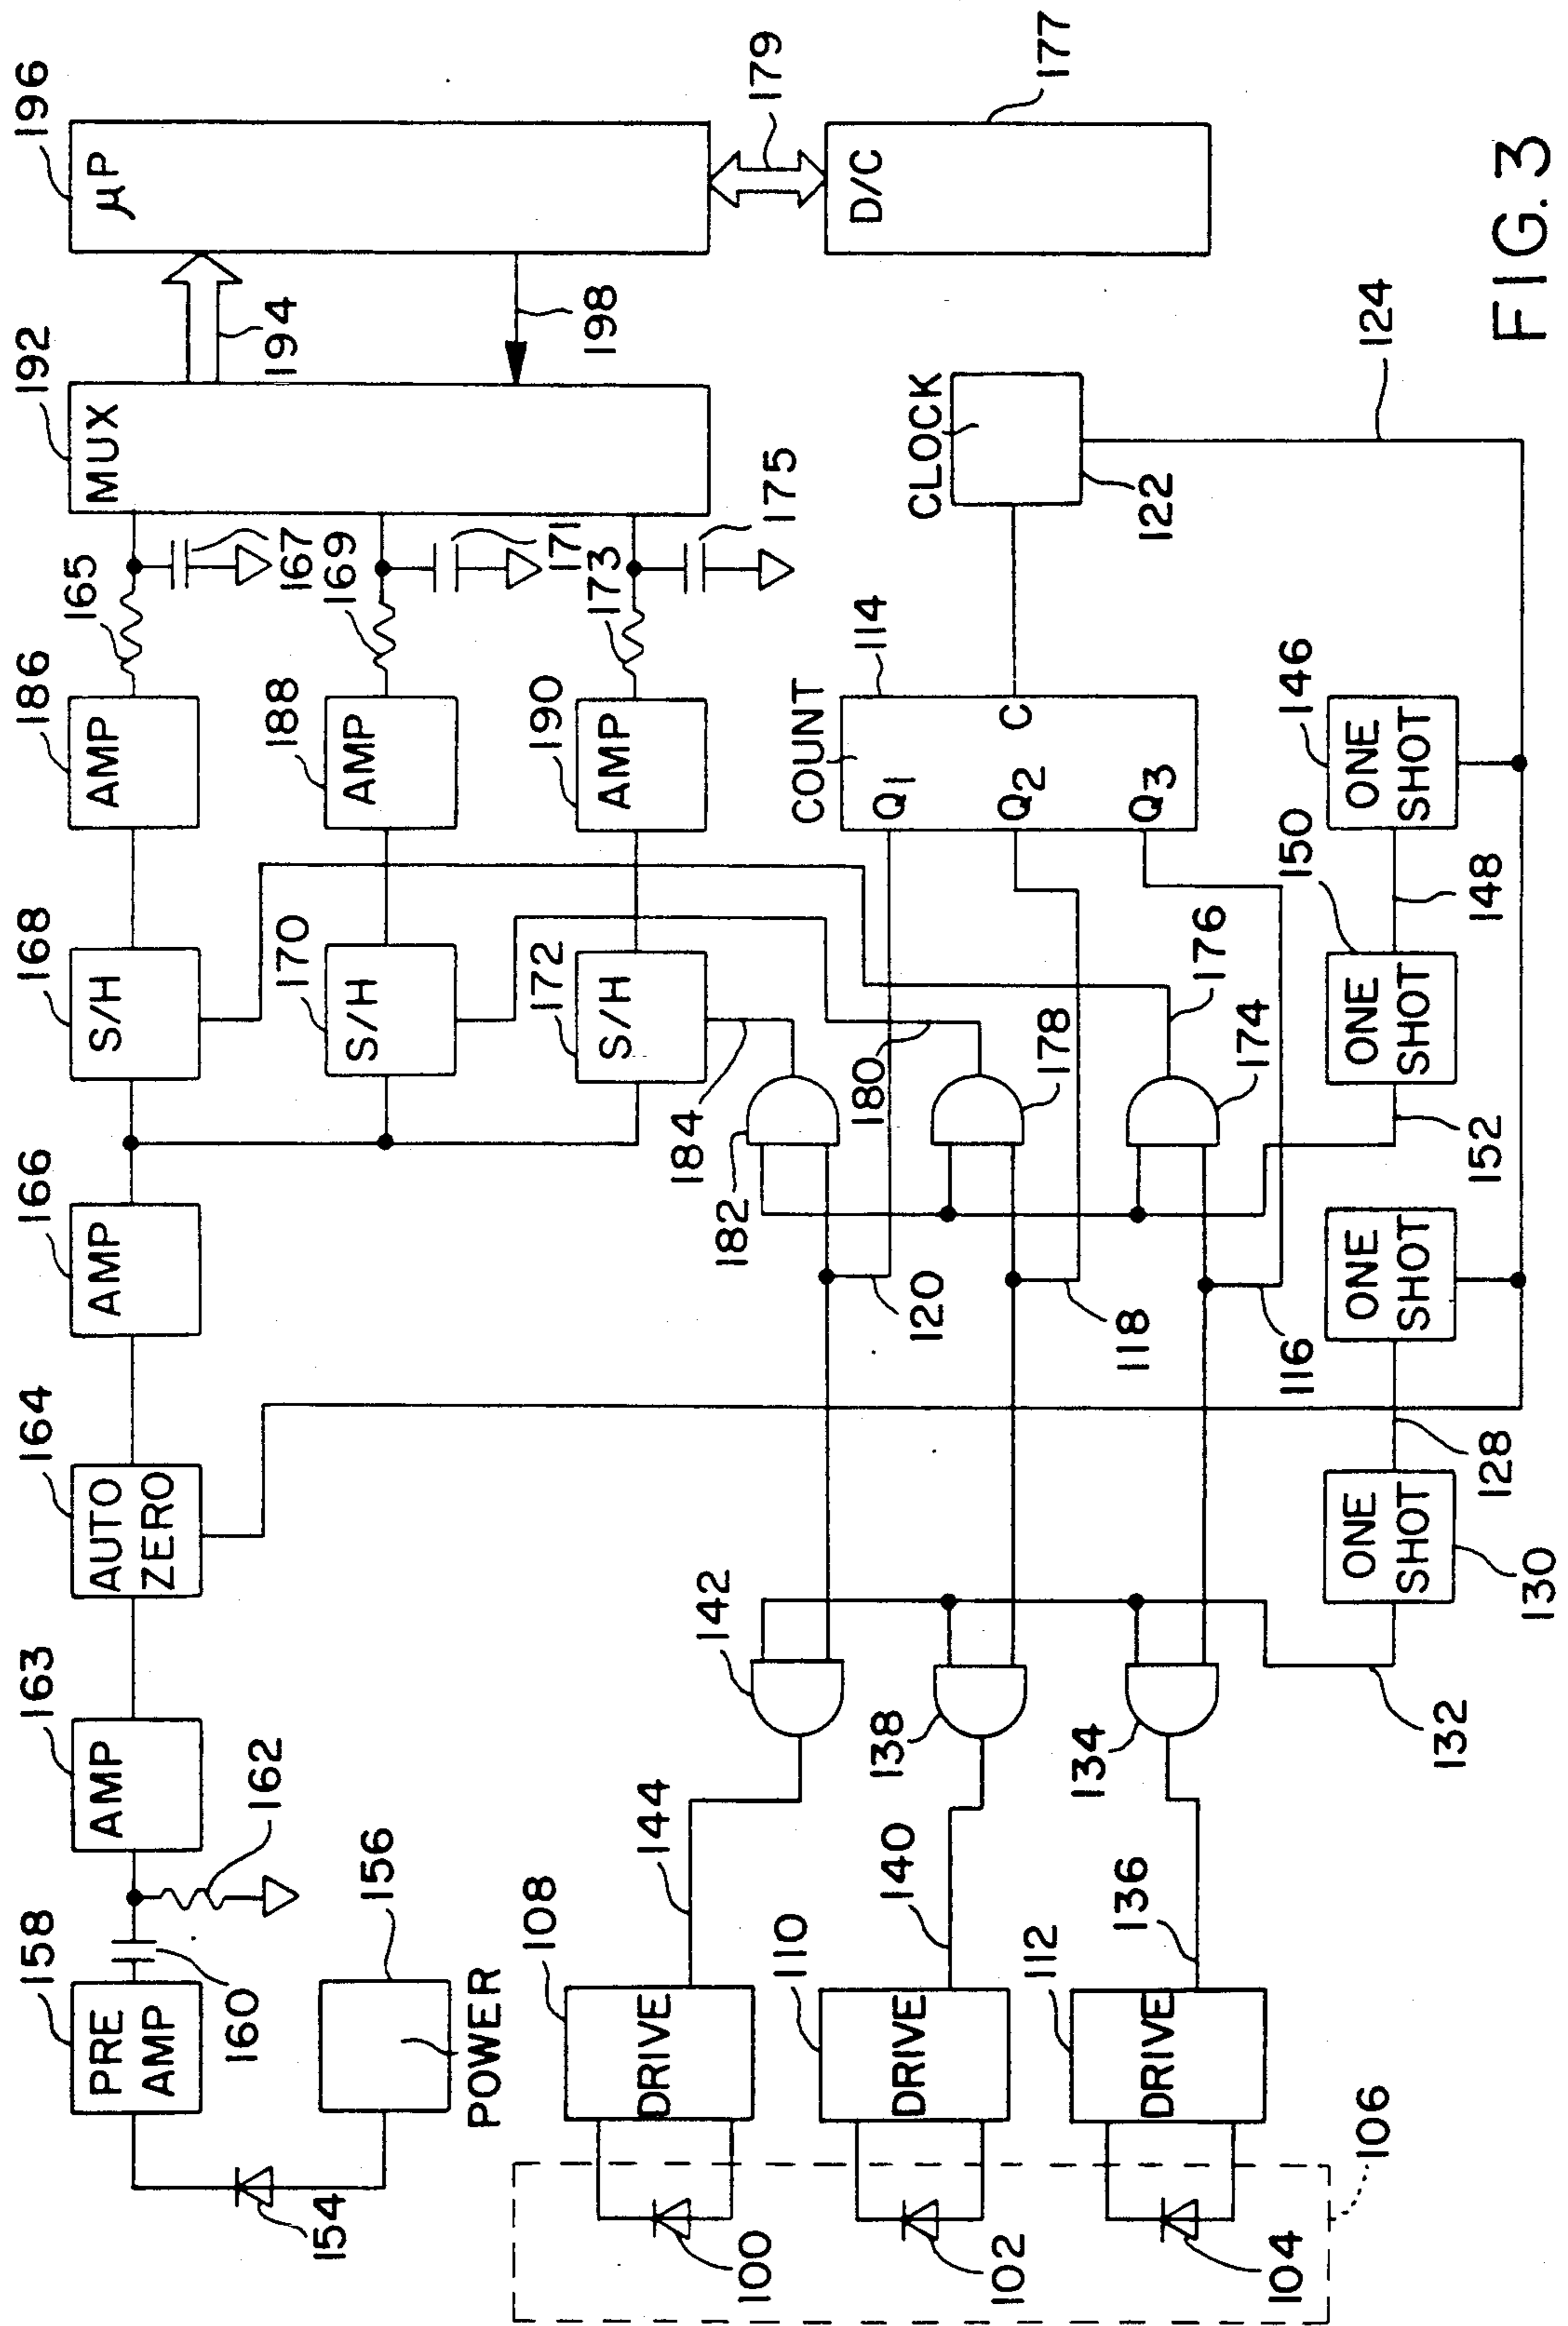 196
μP
179
177
D/C
192
MUX
194
198
124
FIG. 3
165
167
169
171
173
175
CLOCK
122
186
AMP
188
AMP
190
AMP
114
COUNT
Q1
C
Q2
Q3
146
ONE
SHOT
168
S/H
170
S/H
172
S/H
150
148
ONE
SHOT
176
180
178
174
184
182
152
166
AMP
120
118
116
ONE
SHOT
164
AUTO
ZERO
128
ONE
SHOT
130
142
138
134
132
163
AMP
162
156
144
140
136
158
PRE
AMP
160
POWER
108
DRIVE
110
DRIVE
112
DRIVE
106
154
100
102
104